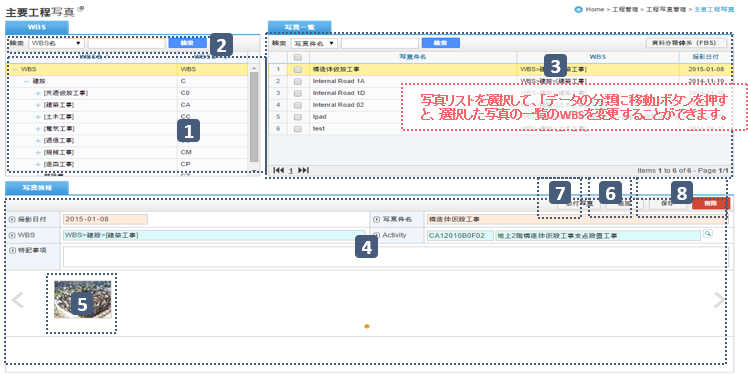 主要工程写真
Home > 工程管理 > 工程写真管理 > 主要工程写真
WBS
検索 WBS名 検索
2
WBS WBS
建設 C
[共通仮設工事] C0
[建築工事] CA
[土木工事] CC
[電気工事]
[通信工事]
[機械工事] CM
[造園工事] CP
1
写真一覧
検索 写真件名 検索 資料分類体系 (FBS)
写真件名 WBS 撮影日付
1 構造体仮設工事 WBS>建設>[建築工事] 2015-01-08
2 Internal Road 1A WBS>建設>[建築工事] 2014-11-19
3 Internal Road 1D
4 Internal Road 02
5 Ipad
6 test
3
写真リストを選択して、「データの分類に移動」ボタンを押す
と、選択した写真の一覧のWBSを変更することができます。
1
Items 1 to 6 of 6 - Page 1/1
写真情報
7
6
8
削除
撮影日付 2015-01-08 写真件名 構造体仮設工事
WBS WBS>建設>[建築工事] Activity CA12010B0F02 地上2階構造体仮設工事支点設置工事
4
特記事項
5